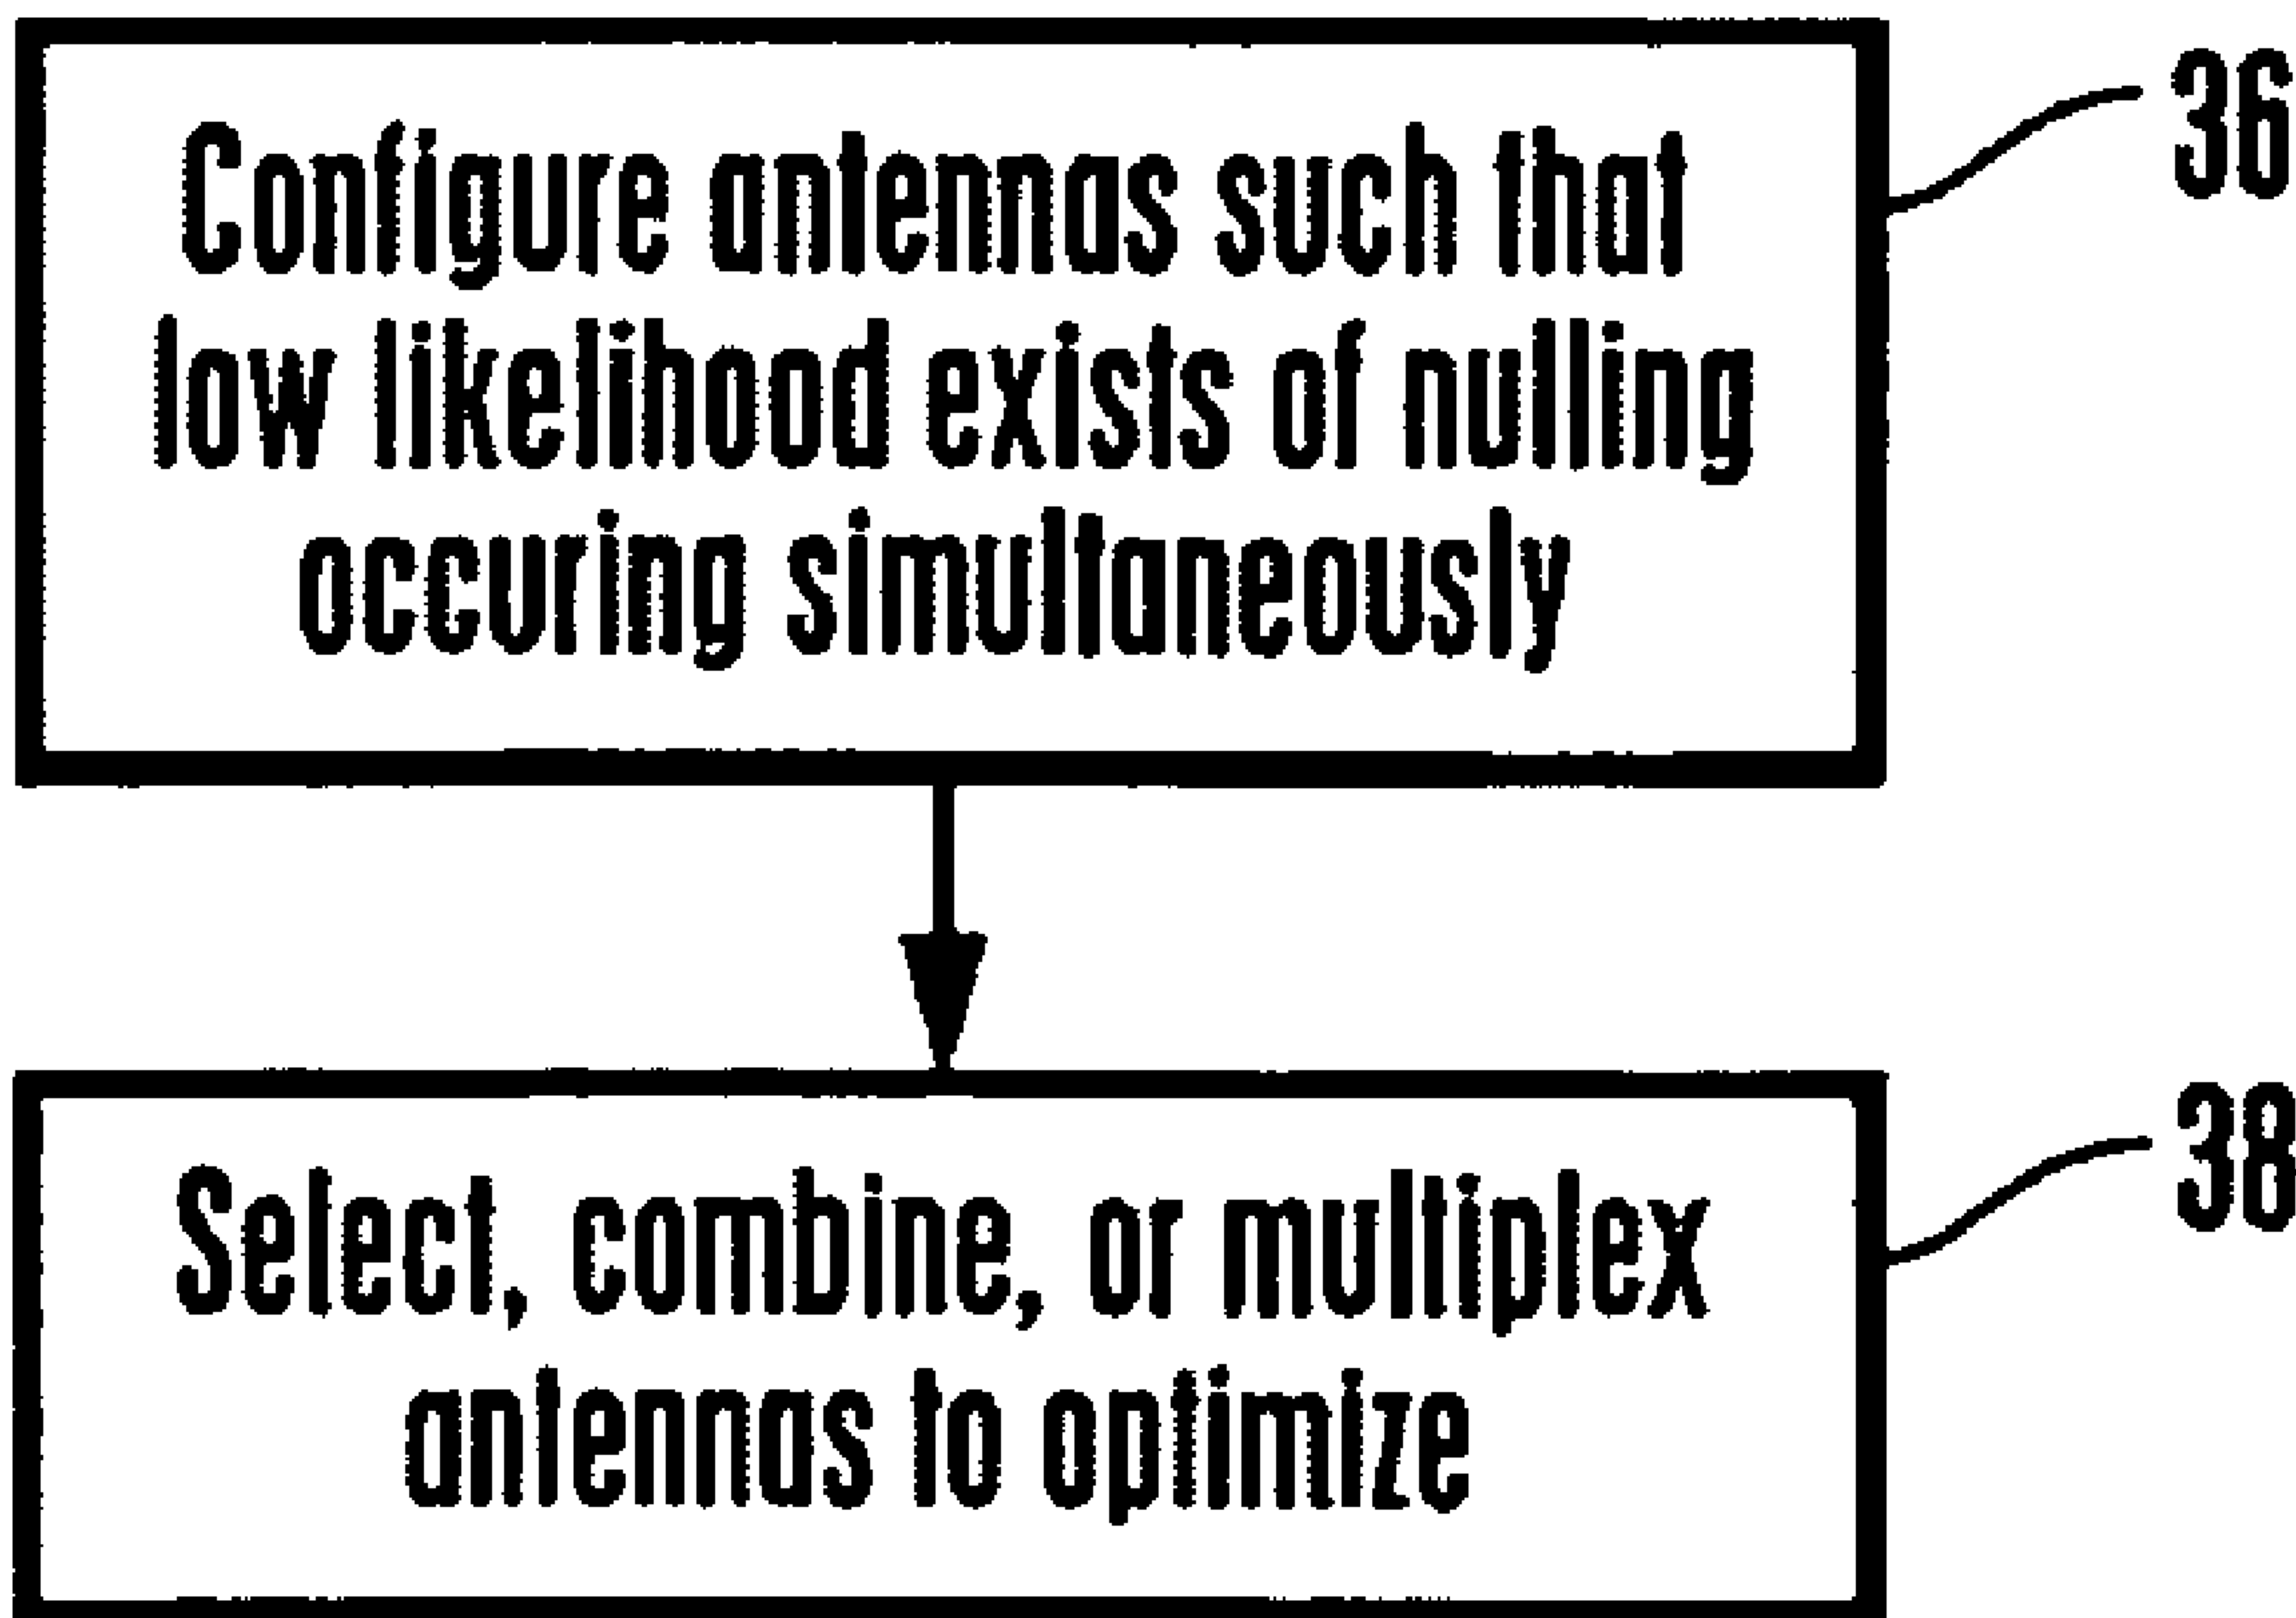 Configure antennas such that
low likelihood exists of nulling
occuring simultaneously
36
Select, combine, or multiplex
antennas to optimize
38